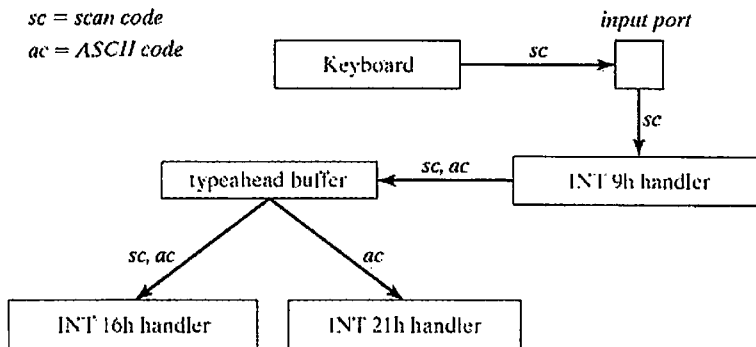 sc = scan code
ac = ASCII code
input port
Keyboard
sc
sc
typeahead buffer
sc, ac
INT 9h handler
sc, ac
ac
INT 16h handler
INT 21h handler